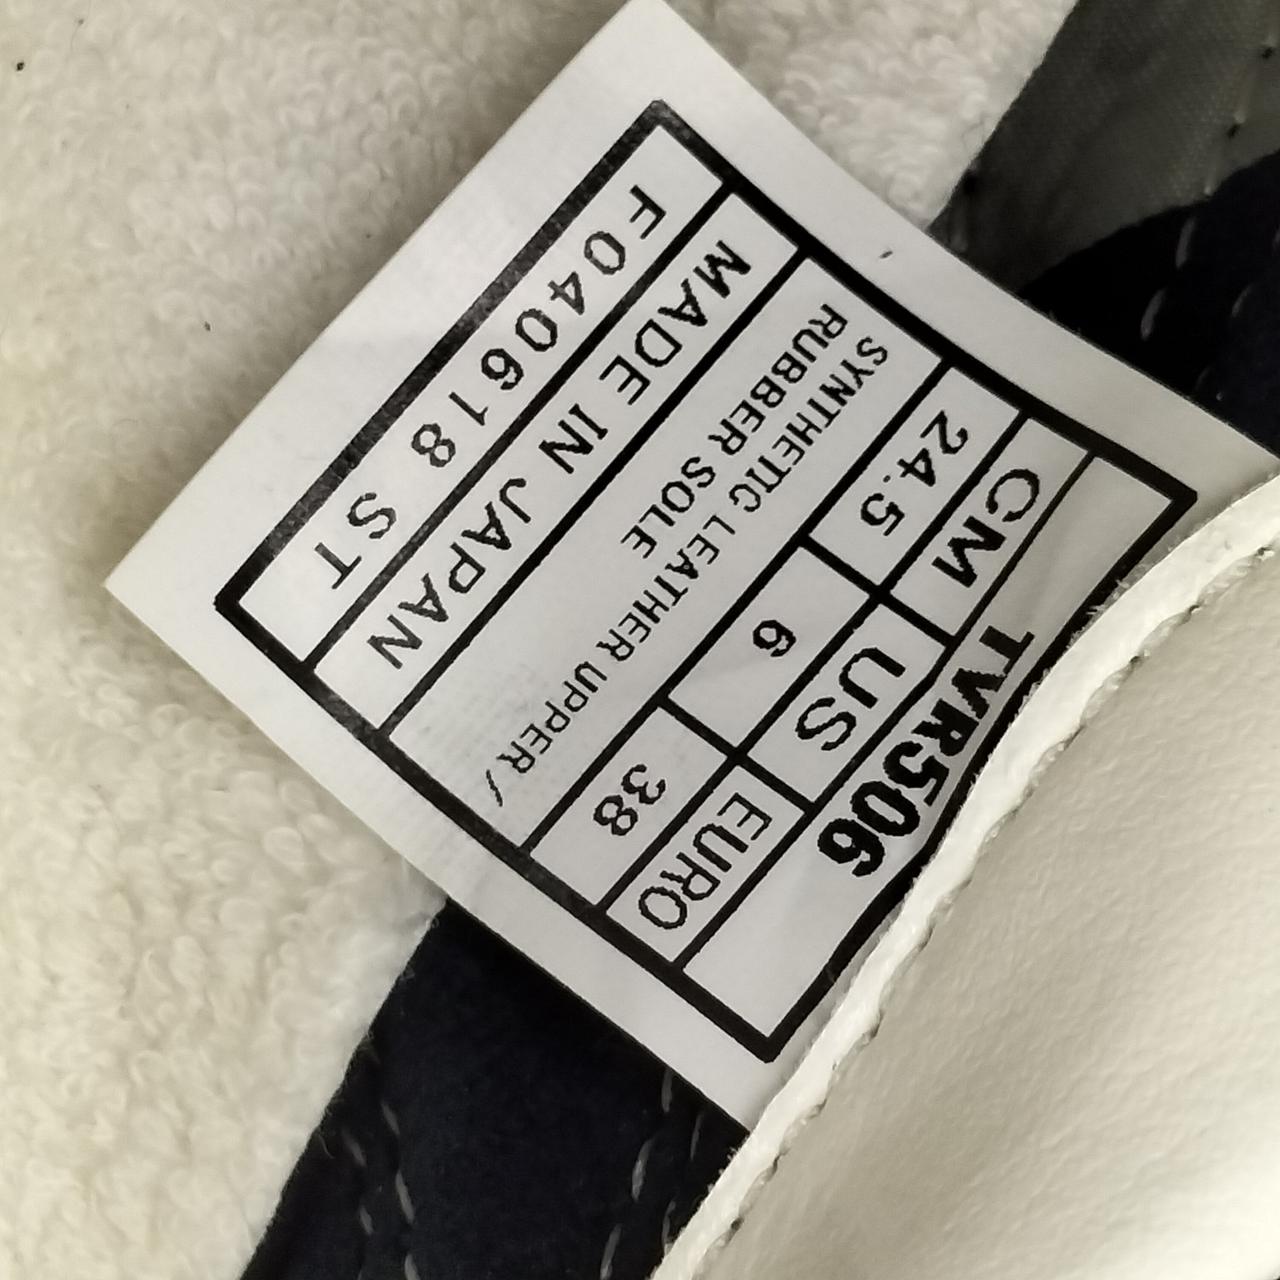 TVR506
CM US EURO
24.5 6 38
SYNTHETIC LEATHER UPPER /
RUBBER SOLE
MADE IN JAPAN
F040618 ST